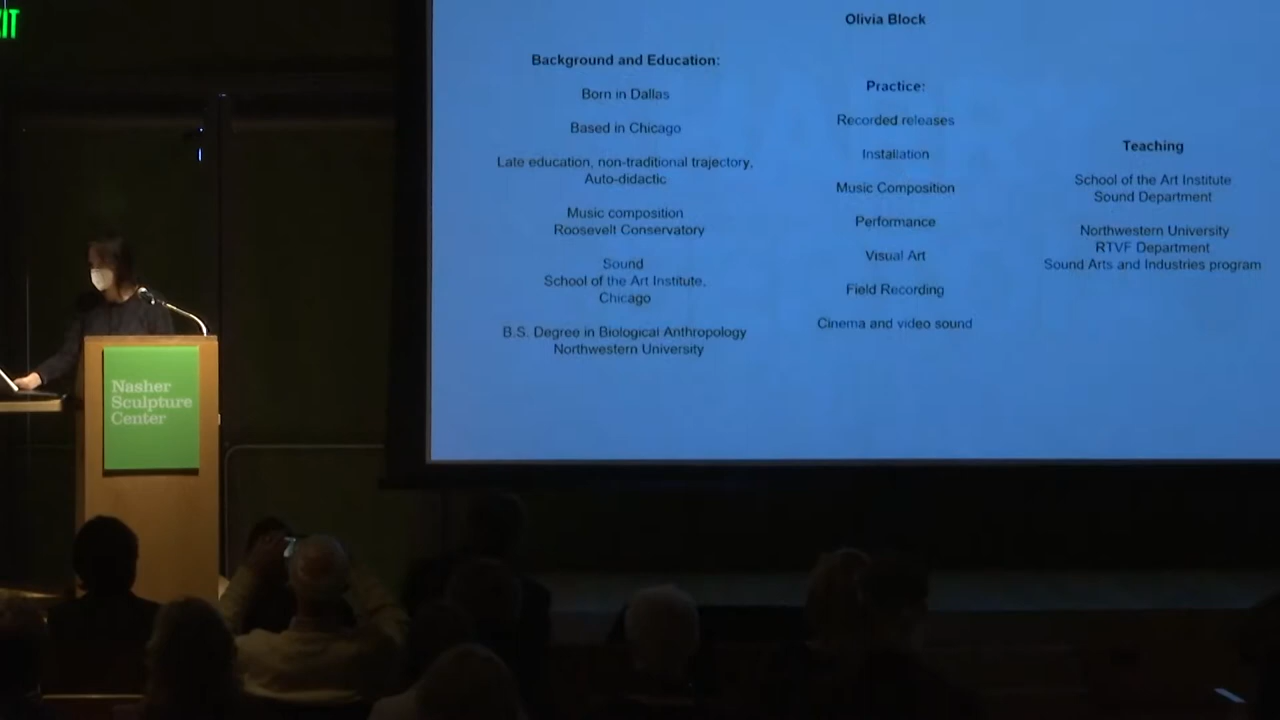 XIT
Olivia Block
Background and Education:
Born in Dallas
Based in Chicago
Late education, non-traditional trajectory,
Auto-didactic
Music composition
Roosevelt Conservatory
Sound
School of the Art Institute,
Chicago
B.S. Degree in Biological Anthropology
Northwestern University
Practice:
Recorded releases
Installation
Music Composition
Performance
Visual Art
Field Recording
Cinema and video sound
Teaching
School of the Art Institute
Sound Department
Northwestern University
RTVF Department
Sound Arts and Industries program
Nasher
Sculpture
Center